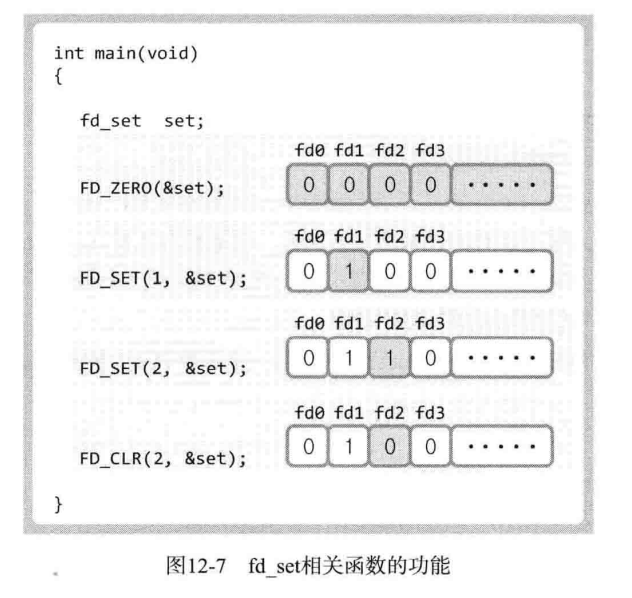 int main(void)
{
fd_set set;
fd0 fd1 fd2 fd3
FD_ZERO(&set); 0 0 0 0 ·····
fd0 fd1 fd2 fd3
FD_SET(1, &set); 0 1 0 0 ·····
fd0 fd1 fd2 fd3
FD_SET(2, &set); 0 1 1 0 ·····
fd0 fd1 fd2 fd3
FD_CLR(2, &set); 0 1 0 0 ·····
}
图12-7 fd_set相关函数的功能